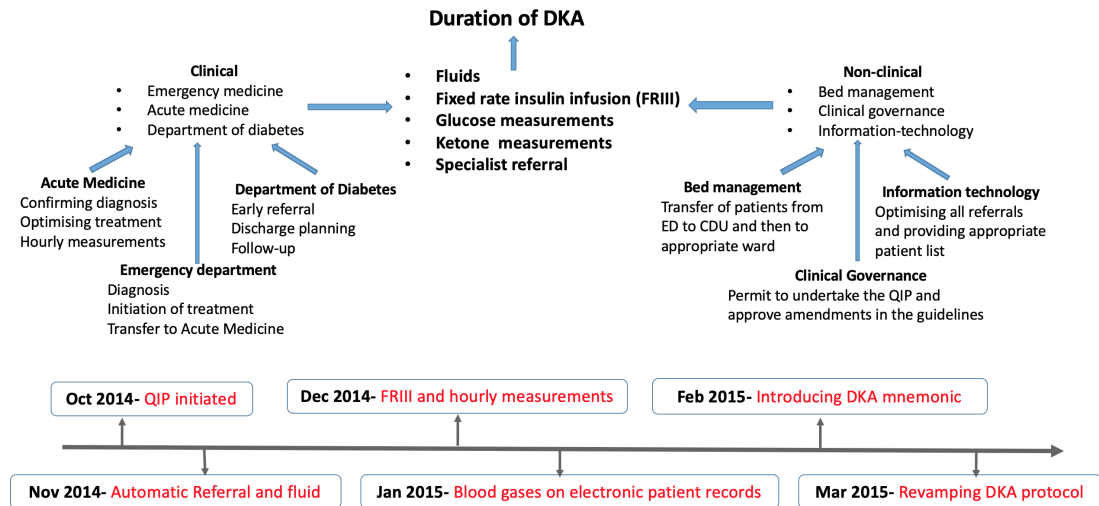 Duration of DKA
Clinical
• Emergency medicine
• Acute medicine
• Department of diabetes
• Fluids
• Fixed rate insulin infusion (FRIII)
• Glucose measurements
• Ketone measurements
• Specialist referral
Non-clinical
• Bed management
• Clinical governance
• Information-technology
Acute Medicine
Confirming diagnosis
Optimising treatment
Hourly measurements
Department of Diabetes
Early referral
Discharge planning
Follow-up
Emergency department
Diagnosis
Initiation of treatment
Transfer to Acute Medicine
Bed management
Transfer of patients from
ED to CDU and then to
appropriate ward
Information technology
Optimising all referrals
and providing appropriate
patient list
Clinical Governance
Permit to undertake the QIP and
approve amendments in the guidelines
Oct 2014- QIP initiated
Dec 2014- FRIII and hourly measurements
Feb 2015- Introducing DKA mnemonic
Nov 2014- Automatic Referral and fluid
Jan 2015- Blood gases on electronic patient records
Mar 2015- Revamping DKA protocol